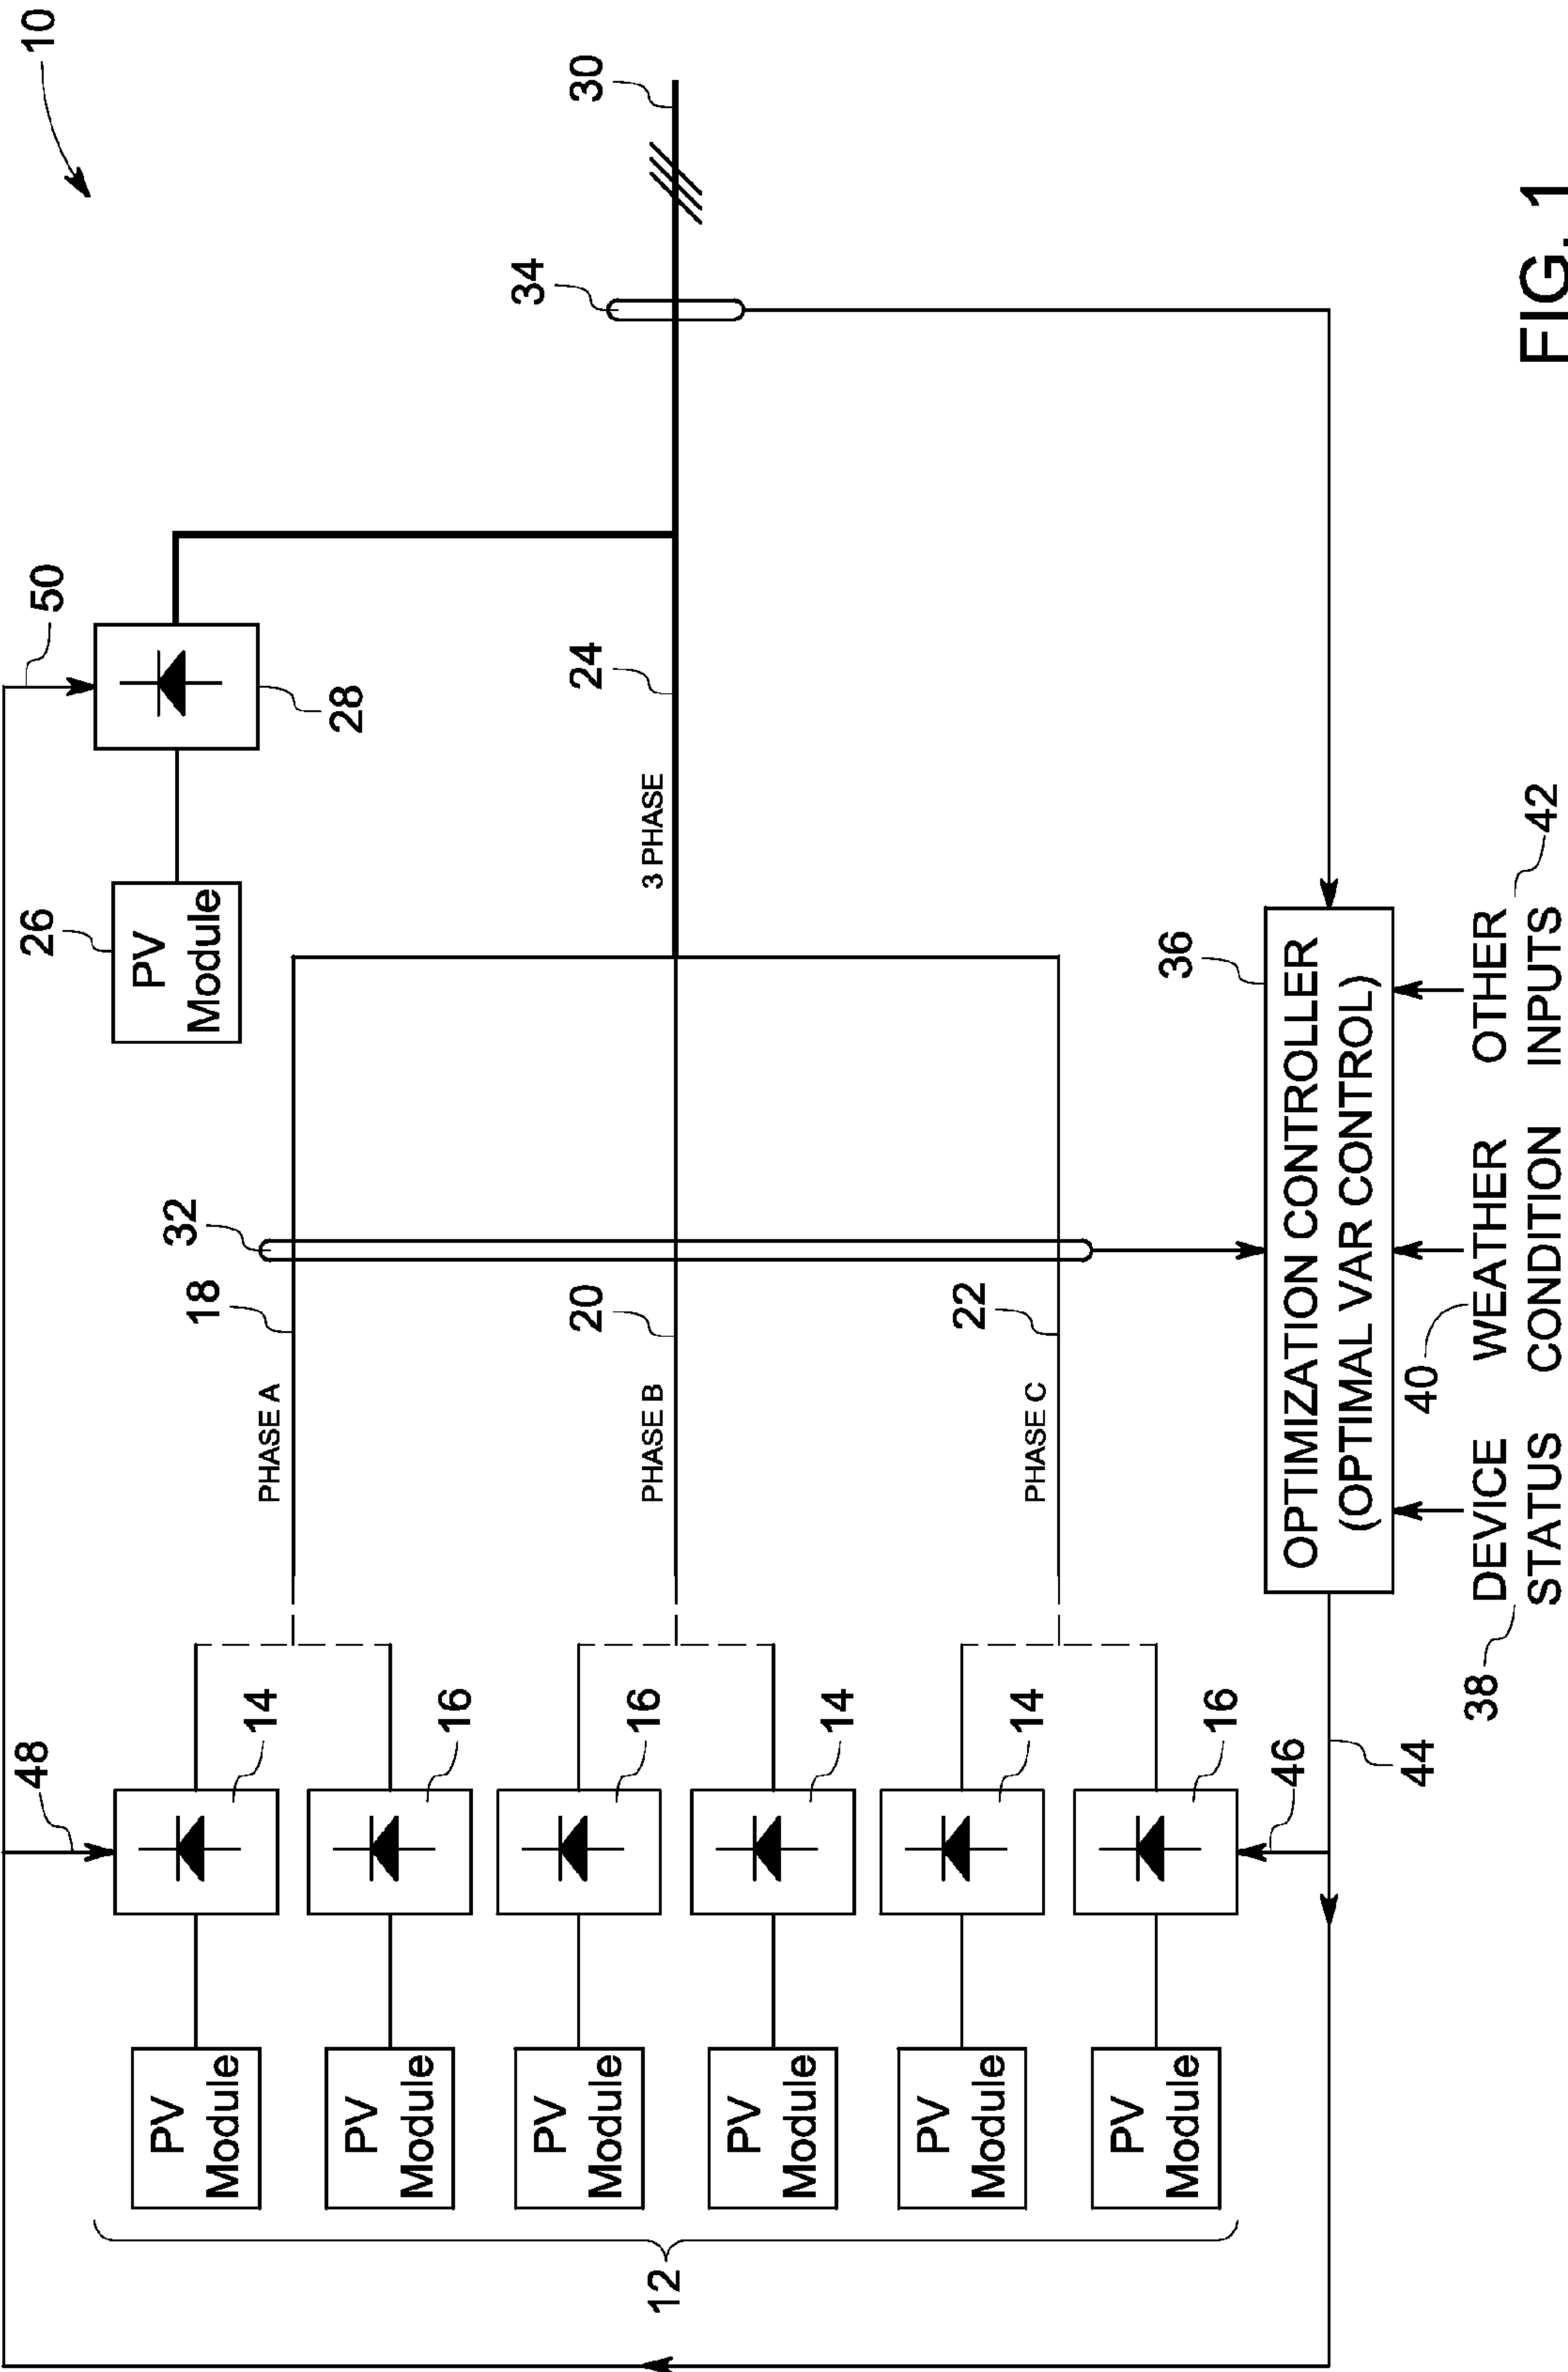 10
48
50
26
PV
Module
28
14
PV
Module
16
PV
Module
16
PV
Module
14
PV
Module
14
PV
Module
16
PV
Module
12
46
44
PHASE A
18
32
PHASE B
20
3 PHASE
24
34
30
PHASE C
22
36
OPTIMIZATION CONTROLLER
(OPTIMAL VAR CONTROL)
38
DEVICE
STATUS
40
WEATHER
CONDITION
OTHER
INPUTS
42
FIG. 1